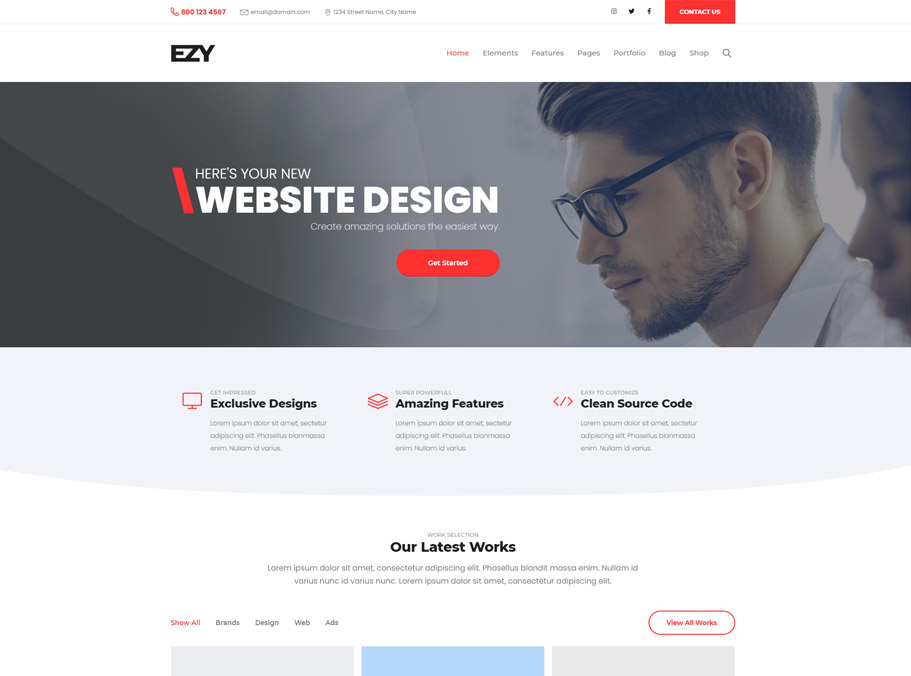 800 123 4567
email@domain.com
1234 Street Name, City Name
CONTACT US
EZY
Home Elements Features Pages Portfolio Blog Shop
HERE'S YOUR NEW
WEBSITE DESIGN
Create amazing solutions the easiest way.
Get Started
GET IMPRESSED
Exclusive Designs
Lorem ipsum dolor sit amet, sectetur
adipiscing elit. Phasellus blanmassa
enim. Nullam id varius.
SUPER POWERFULL
Amazing Features
Lorem ipsum dolor sit amet, sectetur
adipiscing elit. Phasellus blanmassa
enim. Nullam id varius.
EASY TO CUSTOMIZE
Clean Source Code
Lorem ipsum dolor sit amet, sectetur
adipiscing elit. Phasellus blanmassa
enim. Nullam id varius.
WORK SELECTION
Our Latest Works
Lorem ipsum dolor sit amet, consectetur adipiscing elit. Phasellus blandit massa enim. Nullam id
varius nunc id varius nunc. Lorem ipsum dolor sit amet, consectetur adipiscing elit.
Show All Brands Design Web Ads
View All Works